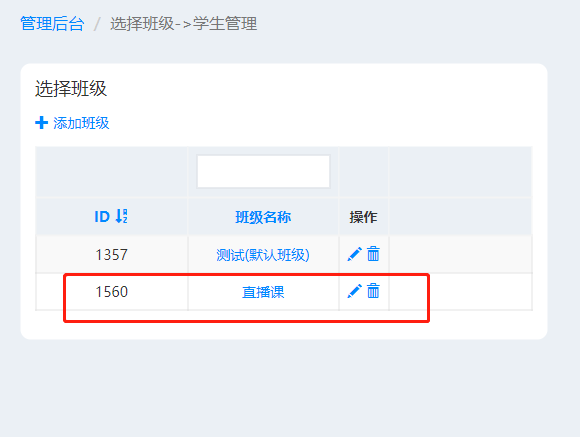 管理后台 / 选择班级->学生管理
选择班级
添加班级
ID 班级名称 操作
1357 测试(默认班级)
1560 直播课